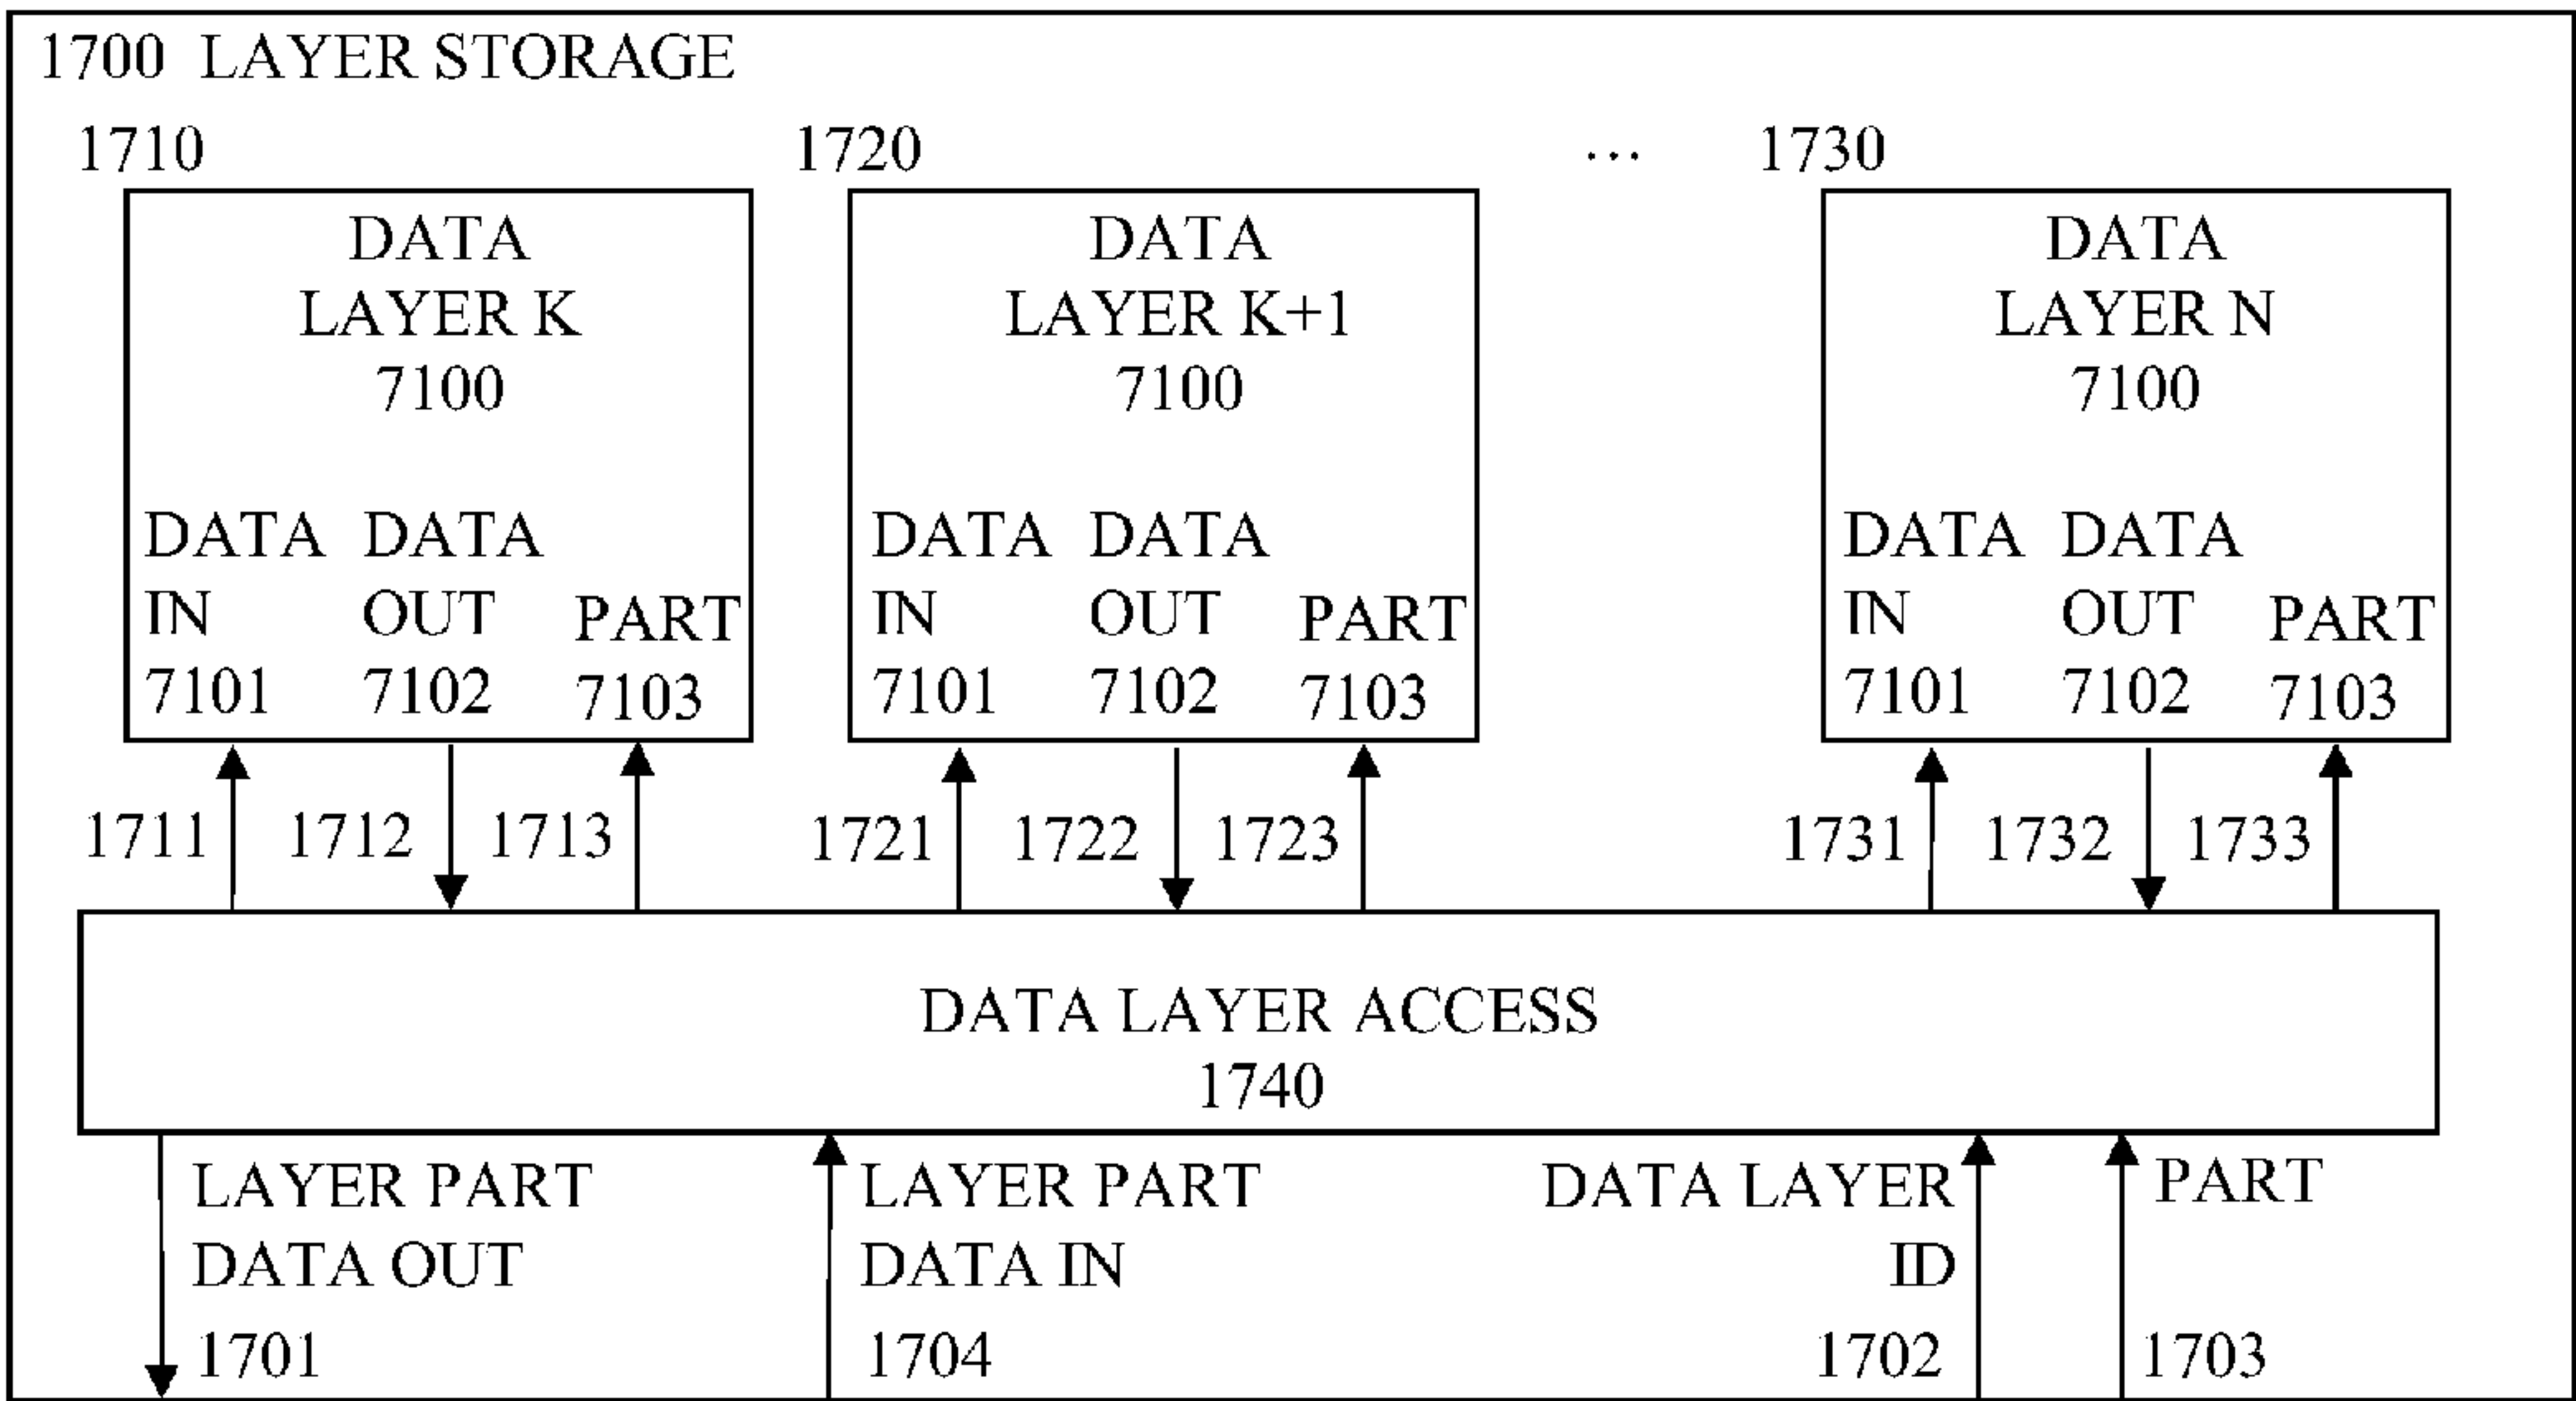 1700 LAYER STORAGE
1710
1720
...
1730
DATA
LAYER K
7100
DATA
IN
7101
DATA
OUT
7102
PART
7103
DATA
LAYER K+1
7100
DATA
IN
7101
DATA
OUT
7102
PART
7103
DATA
LAYER N
7100
DATA
IN
7101
DATA
OUT
7102
PART
7103
1711
1712
1713
1721
1722
1723
1731
1732
1733
DATA LAYER ACCESS
1740
LAYER PART
DATA OUT
1701
LAYER PART
DATA IN
1704
DATA LAYER
ID
1702
PART
1703